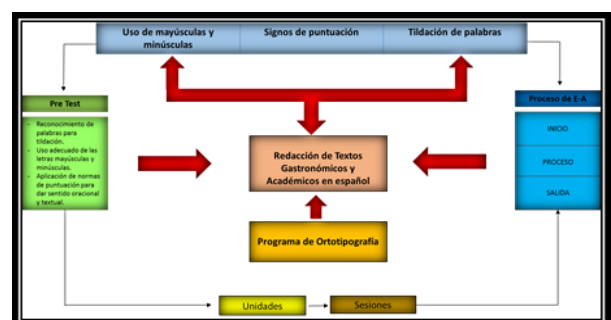 Uso de mayúsculas y
minúsculas
Signos de puntuación
Tildación de palabras
Pre Test
- Reconocimiento de
palabras para
tildación.
- Uso adecuado de las
letras mayúsculas y
minúsculas.
- Aplicación de normas
de puntuación para
dar sentido oracional
y textual.
Redacción de Textos
Gastronómicos y
Académicos en español
Programa de Ortotipografía
Proceso de E-A
INICIO
PROCESO
SALIDA
Unidades
Sesiones